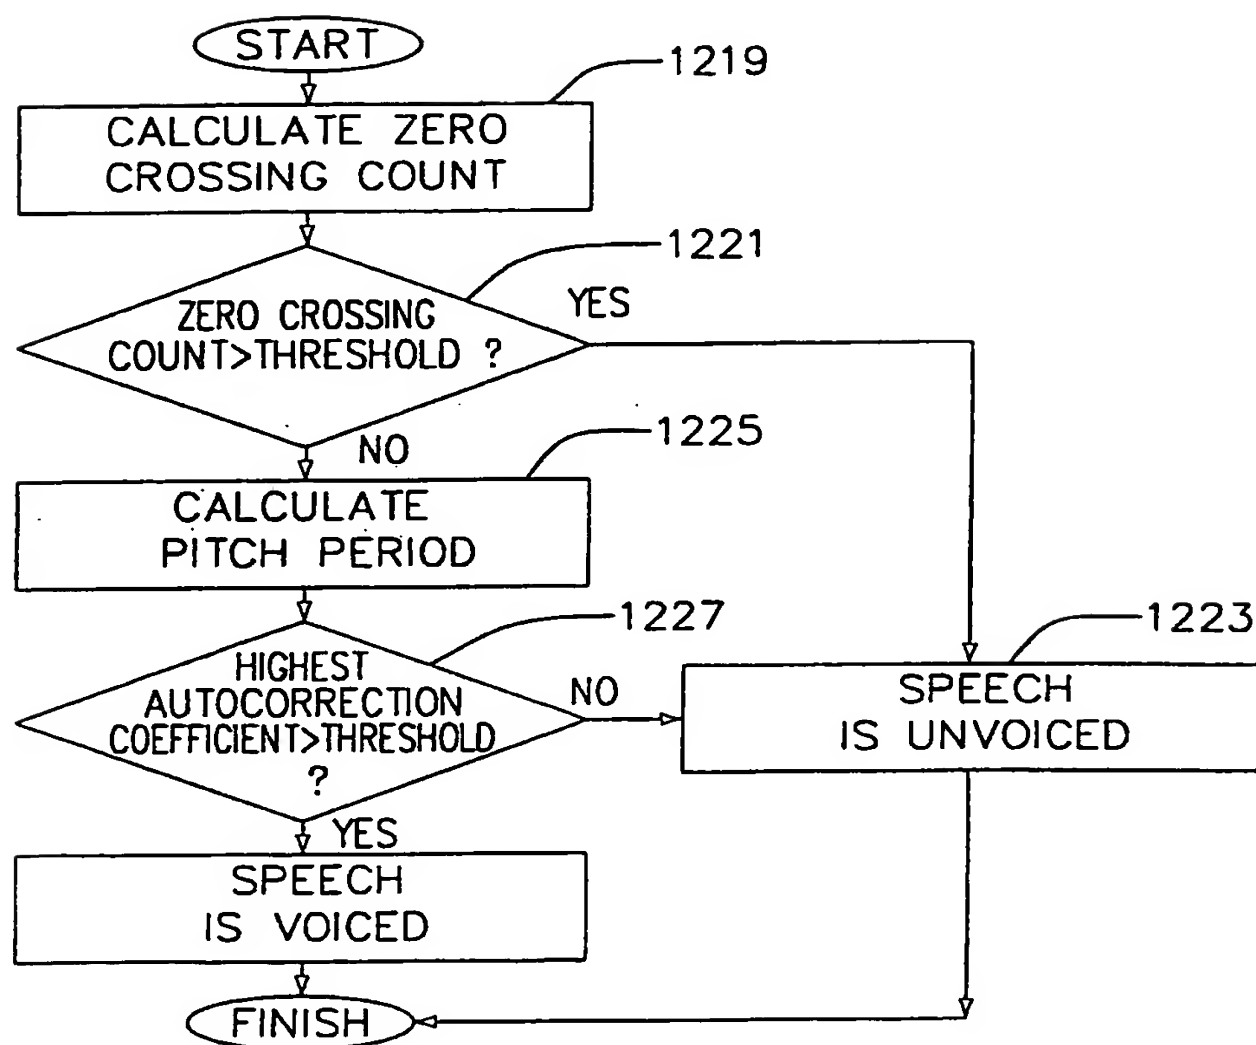 START
1219
CALCULATE ZERO
CROSSING COUNT
1221
ZERO CROSSING
COUNT>THRESHOLD ?
YES
NO
1225
CALCULATE
PITCH PERIOD
1227
HIGHEST
AUTOCORRECTION
COEFFICIENT>THRESHOLD
?
NO
1223
SPEECH
IS UNVOICED
YES
SPEECH
IS VOICED
FINISH